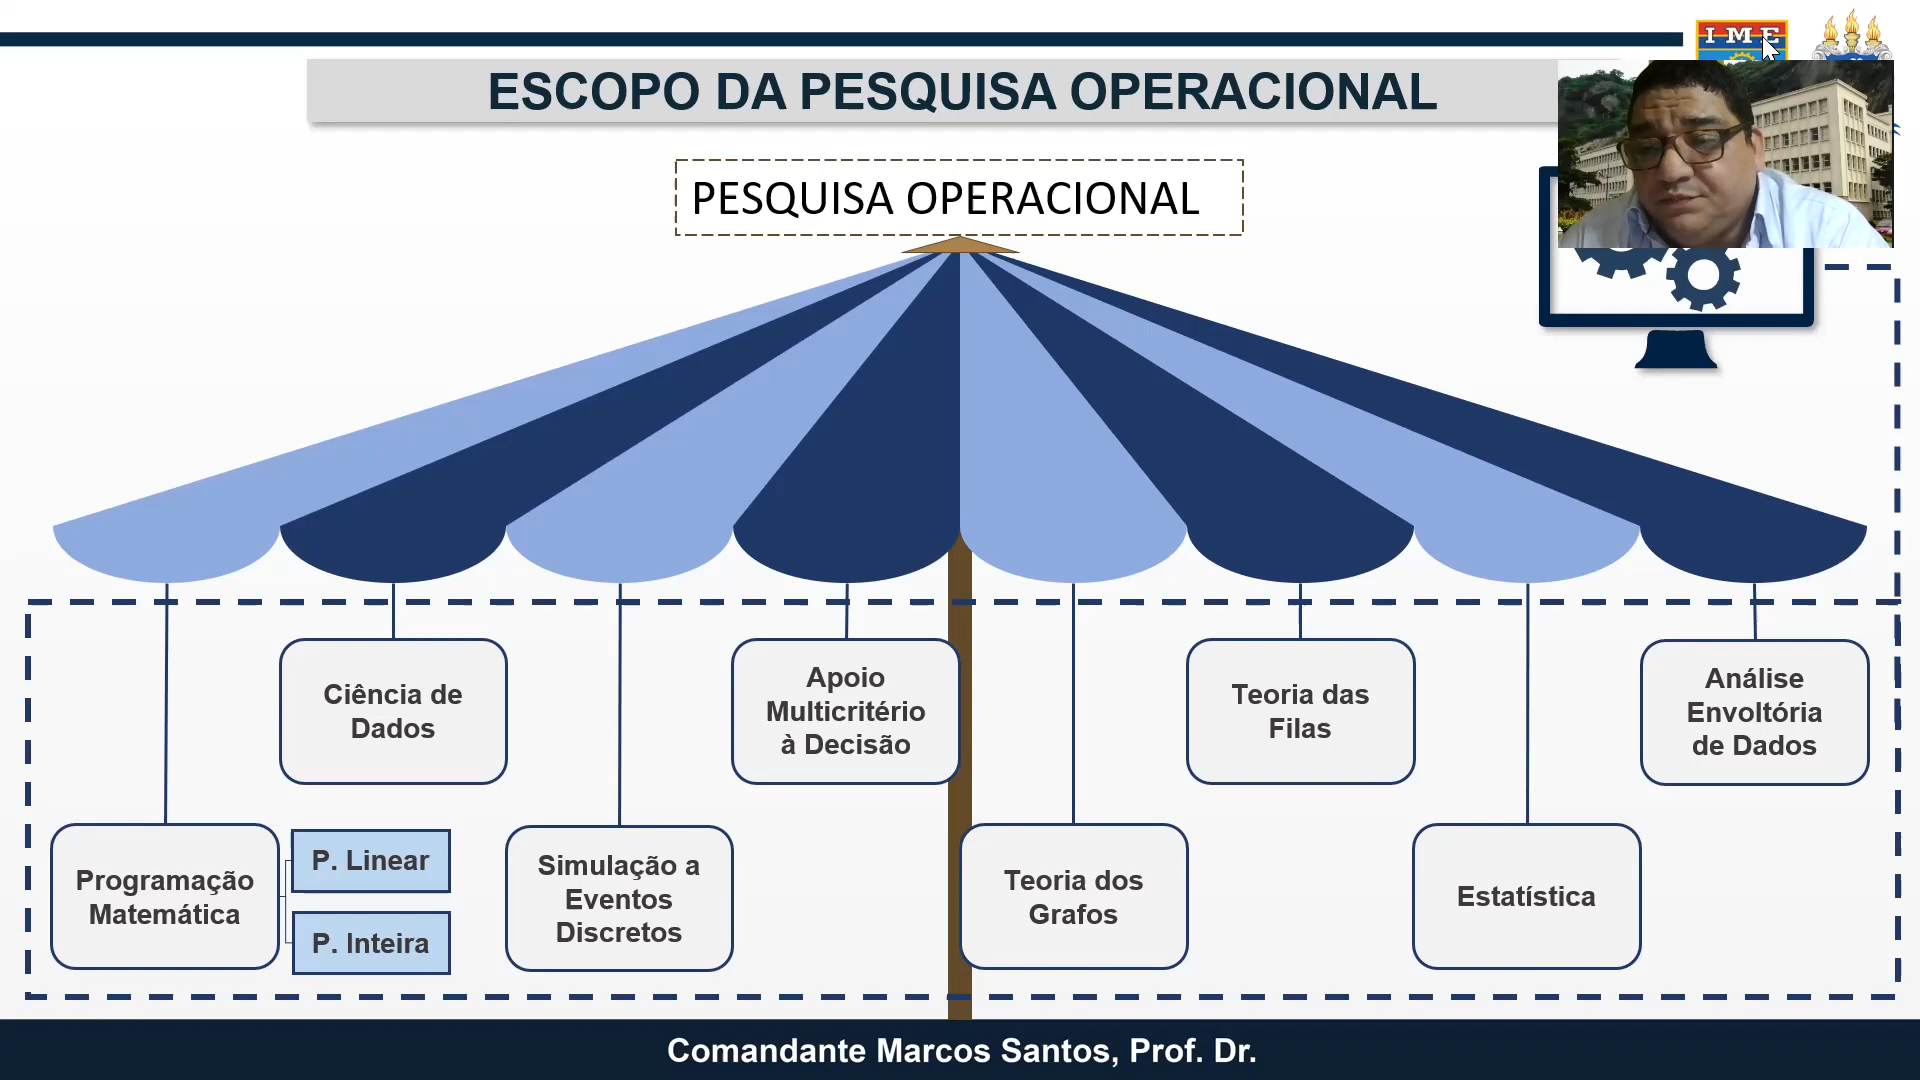 IME
ESCOPO DA PESQUISA OPERACIONAL
PESQUISA OPERACIONAL
Ciência de
Dados
Apoio
Multicritério
à Decisão
Teoria das
Filas
Análise
Envoltória
de Dados
Programação
Matemática
P. Linear
P. Inteira
Simulação a
Eventos
Discretos
Teoria dos
Grafos
Estatística
Comandante Marcos Santos, Prof. Dr.